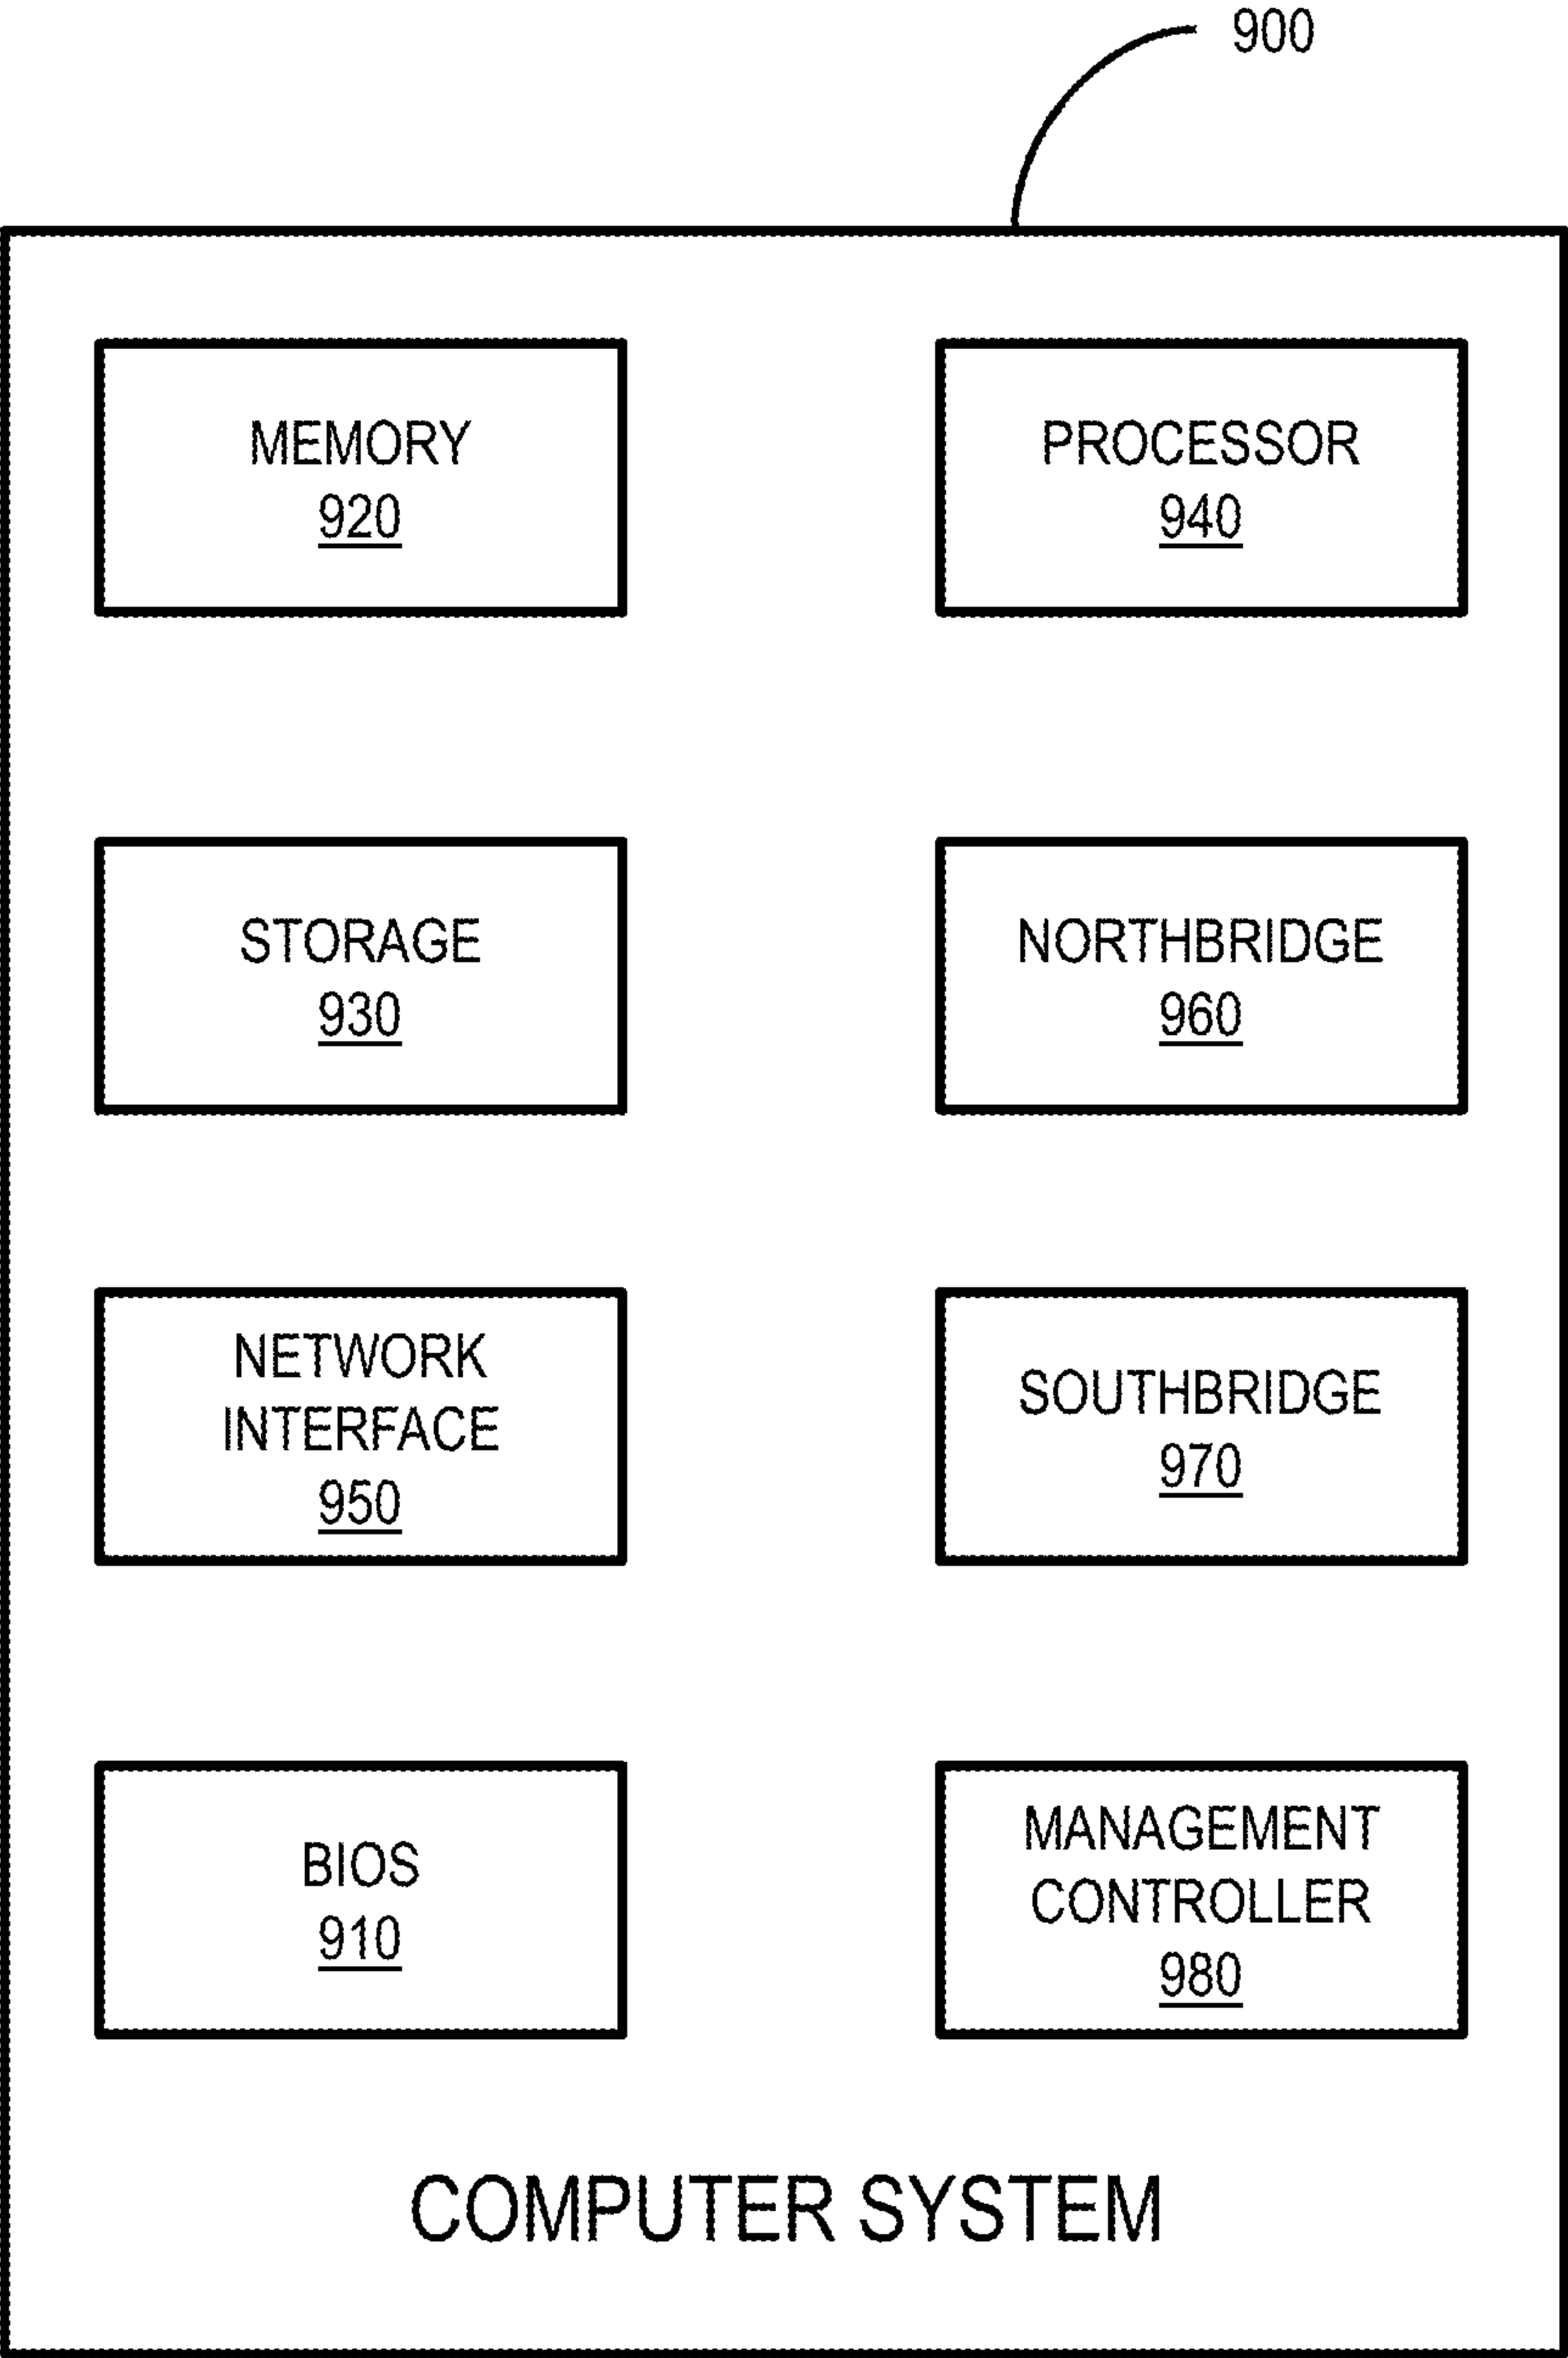 900
MEMORY
920
PROCESSOR
940
STORAGE
930
NORTHBRIDGE
960
NETWORK
INTERFACE
950
SOUTHBRIDGE
970
BIOS
910
MANAGEMENT
CONTROLLER
980
COMPUTER SYSTEM